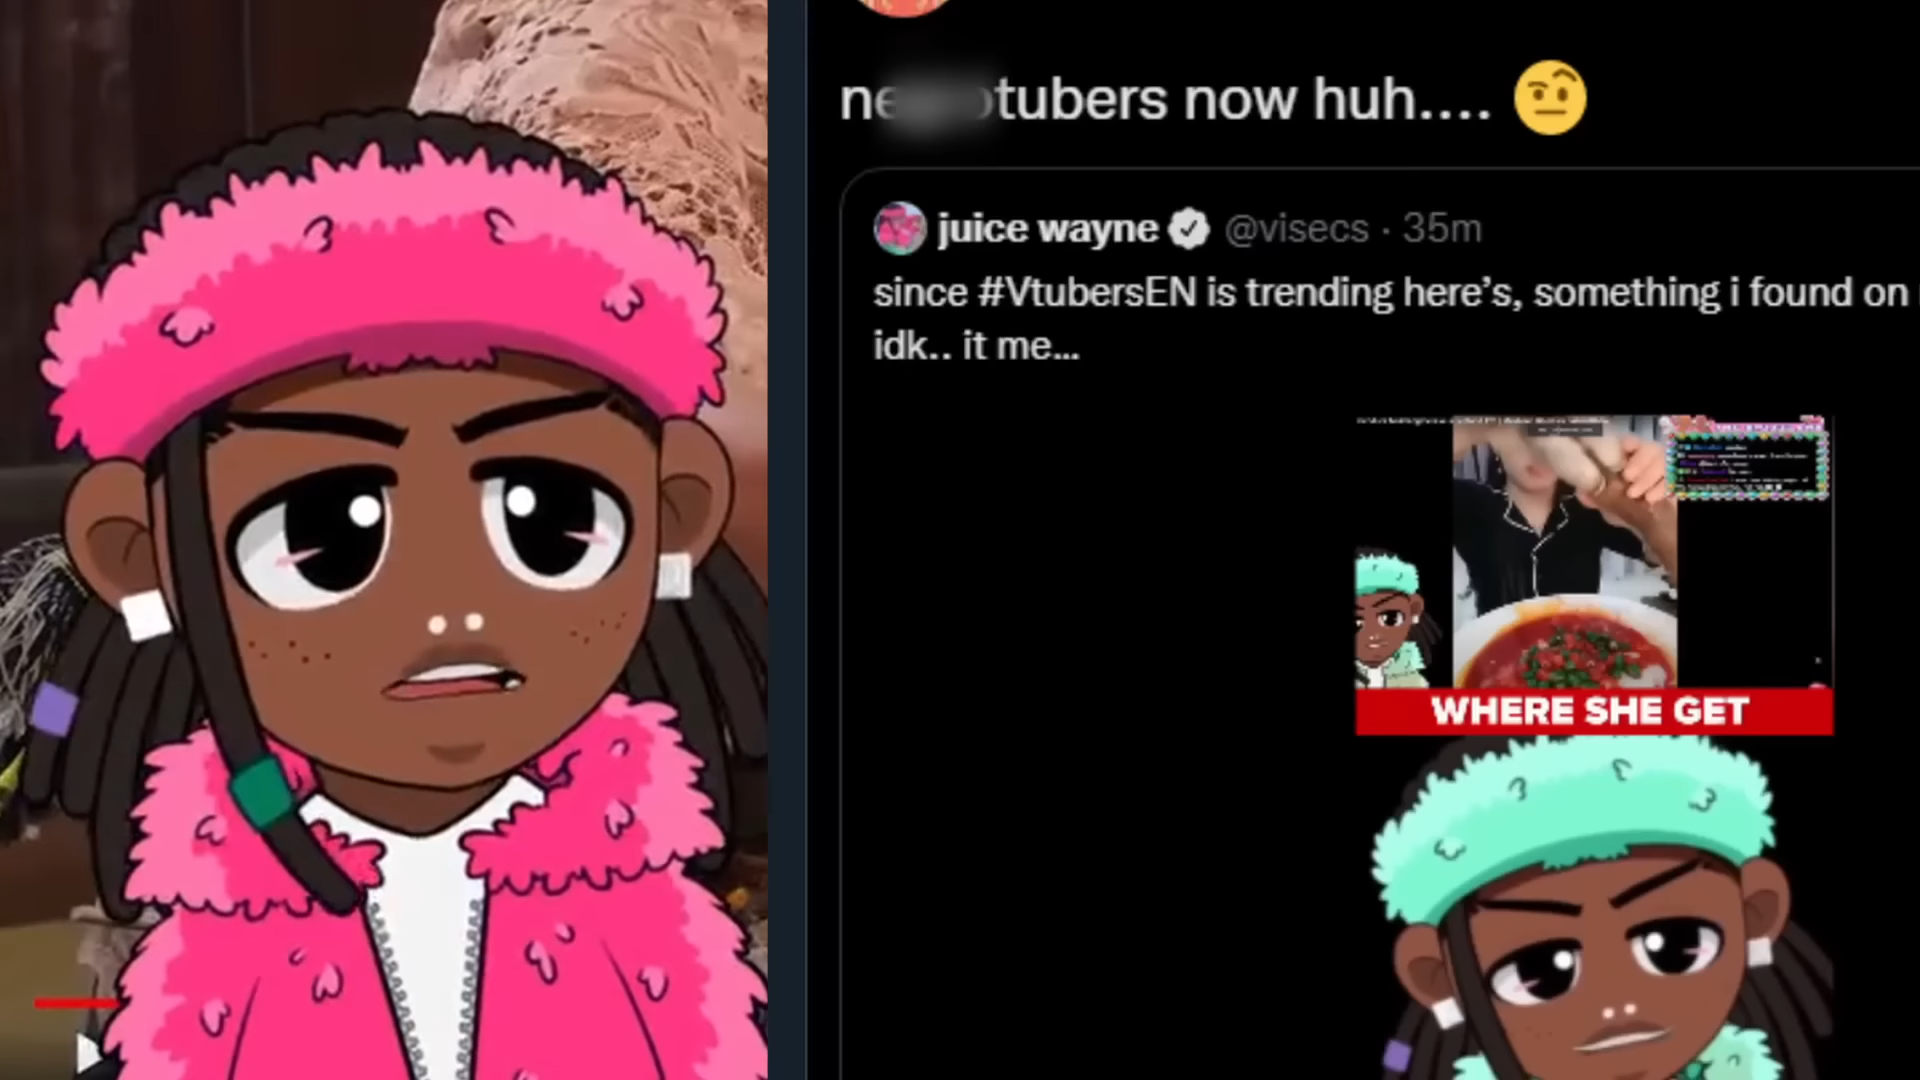 tubers now huh....
juice wayne @visecs · 35m
since #VtubersEN is trending here's, something i found on
idk.. it me...
WHERE SHE GET